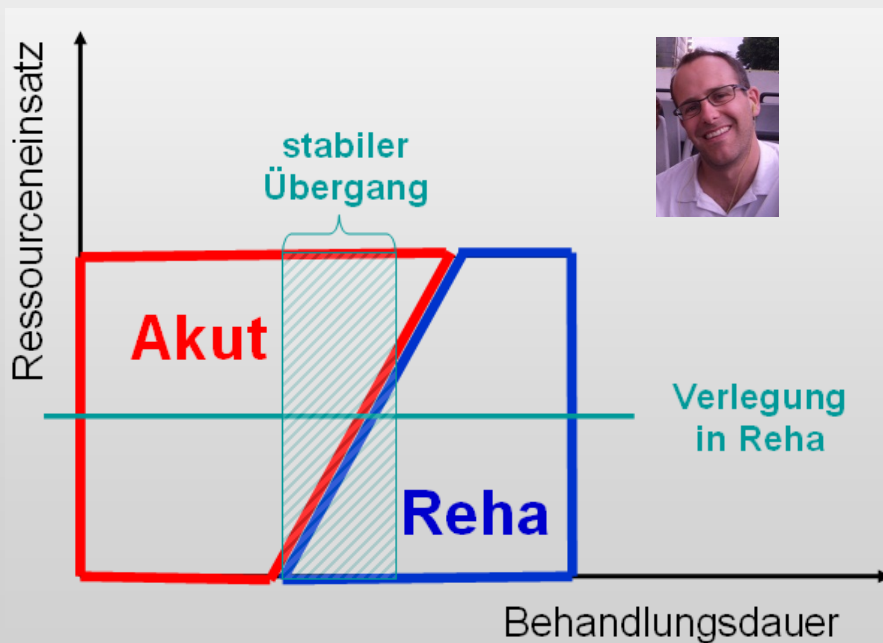 Ressourceneinsatz
stabiler
Übergang
Akut
Verlegung
in Reha
Reha
Behandlungsdauer